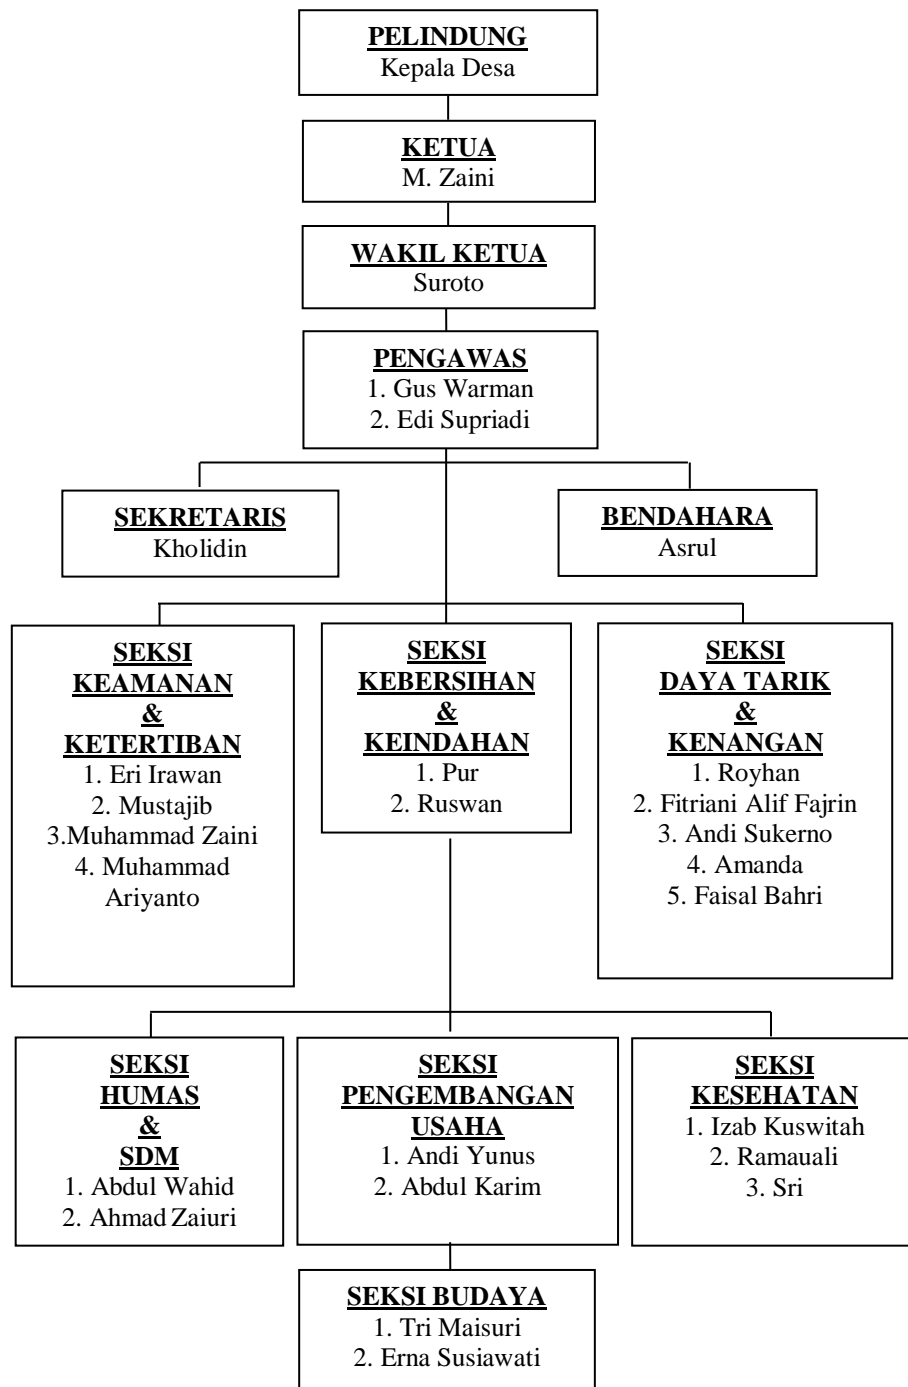 PELINDUNG
Kepala Desa
KETUA
M. Zaini
WAKIL KETUA
Suroto
PENGAWAS
1. Gus Warman
2. Edi Supriadi
SEKRETARIS
Kholidin
BENDAHARA
Asrul
SEKSI
KEAMANAN
&
KETERTIBAN
1. Eri Irawan
2. Mustajib
3.Muhammad Zaini
4. Muhammad
Ariyanto
SEKSI
KEBERSIHAN
&
KEINDAHAN
1. Pur
2. Ruswan
SEKSI
DAYA TARIK
&
KENANGAN
1. Royhan
2. Fitriani Alif Fajrin
3. Andi Sukerno
4. Amanda
5. Faisal Bahri
SEKSI
HUMAS
&
SDM
1. Abdul Wahid
2. Ahmad Zaiuri
SEKSI
PENGEMBANGAN
USAHA
1. Andi Yunus
2. Abdul Karim
SEKSI
KESEHATAN
1. Izab Kuswitah
2. Ramauali
3. Sri
SEKSI BUDAYA
1. Tri Maisuri
2. Erna Susiawati